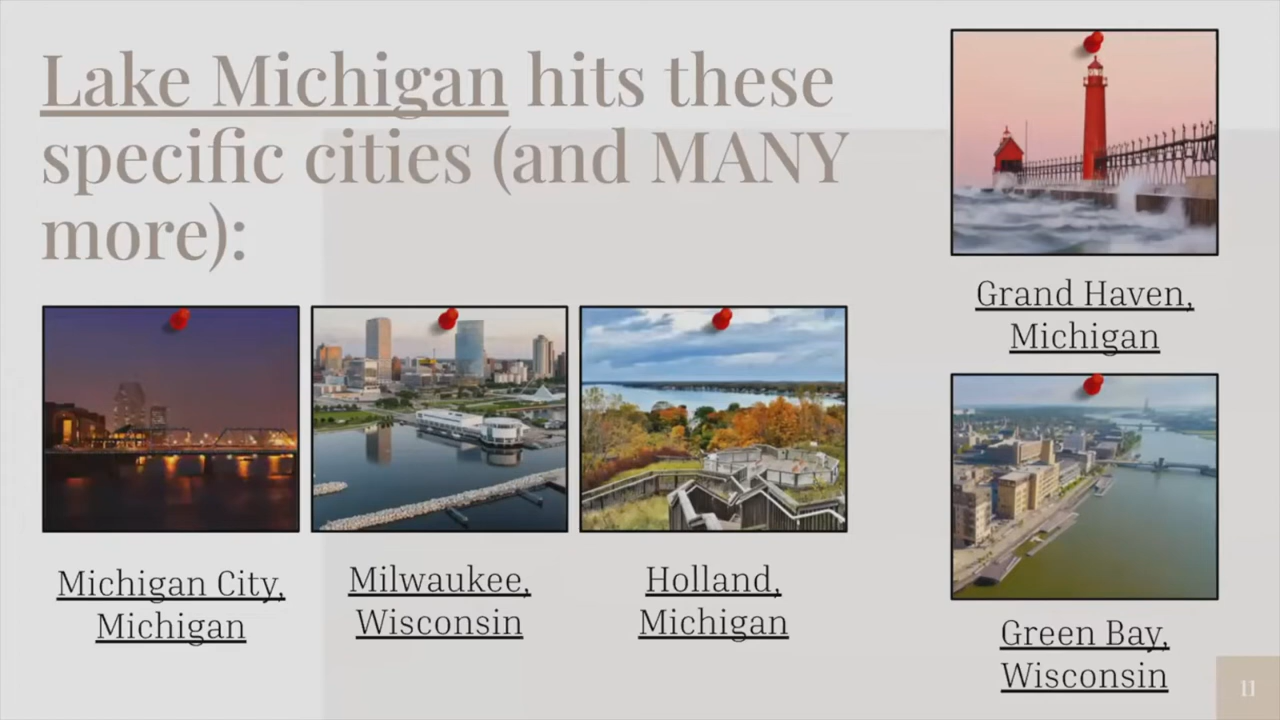 Lake Michigan hits these
specific cities (and MANY
more):
Grand Haven,
Michigan
Michigan City,
Michigan
Milwaukee,
Wisconsin
Holland,
Michigan
Green Bay,
Wisconsin
11